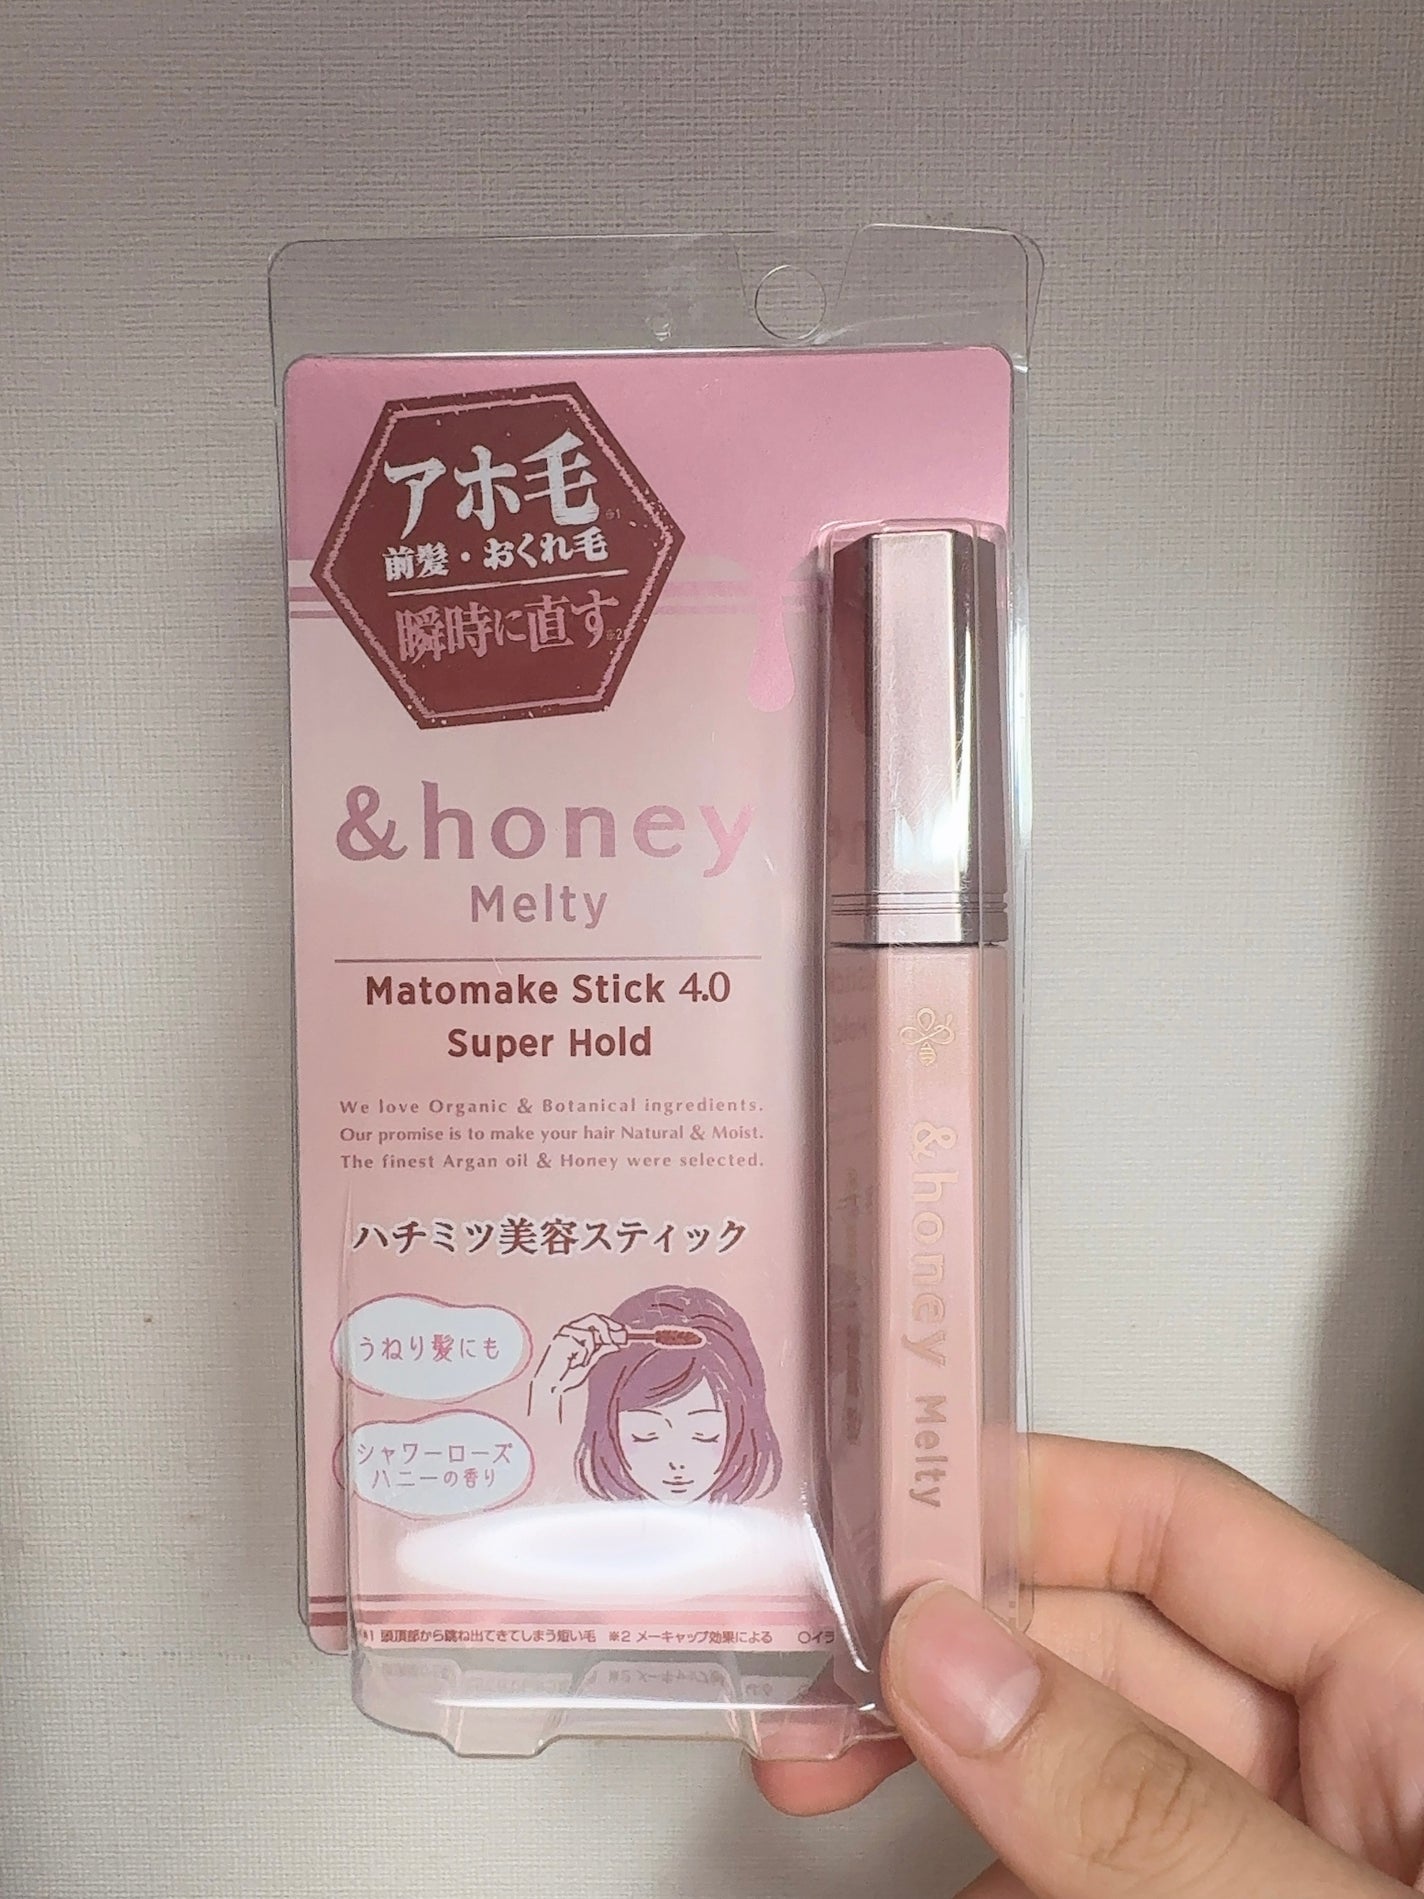 アホ毛※1
前髪・おくれ毛
瞬時に直す※2
&honey
Melty
Matomake Stick 4.0
Super Hold
We love Organic & Botanical ingredients.
Our promise is to make your hair Natural & Moist.
The finest Argan oil & Honey were selected.
ハチミツ美容スティック
うねり髪にも
シャワーローズ
ハニーの香り
※1 頭頂部から跳ね出てきてしまう短い毛 ※2 メーキャップ効果による ○イラ
&honey Melty